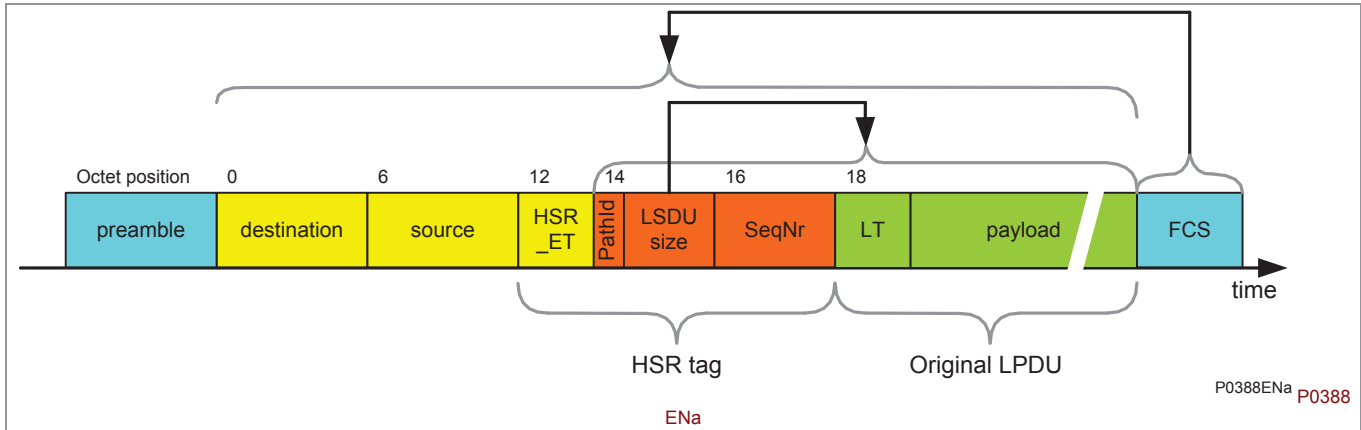 Octet position 0 6 12 14 16 18
preamble destination source HSR _ET PathId LSDU size SeqNr LT payload FCS
time
HSR tag Original LPDU
P0388ENa P0388
ENa